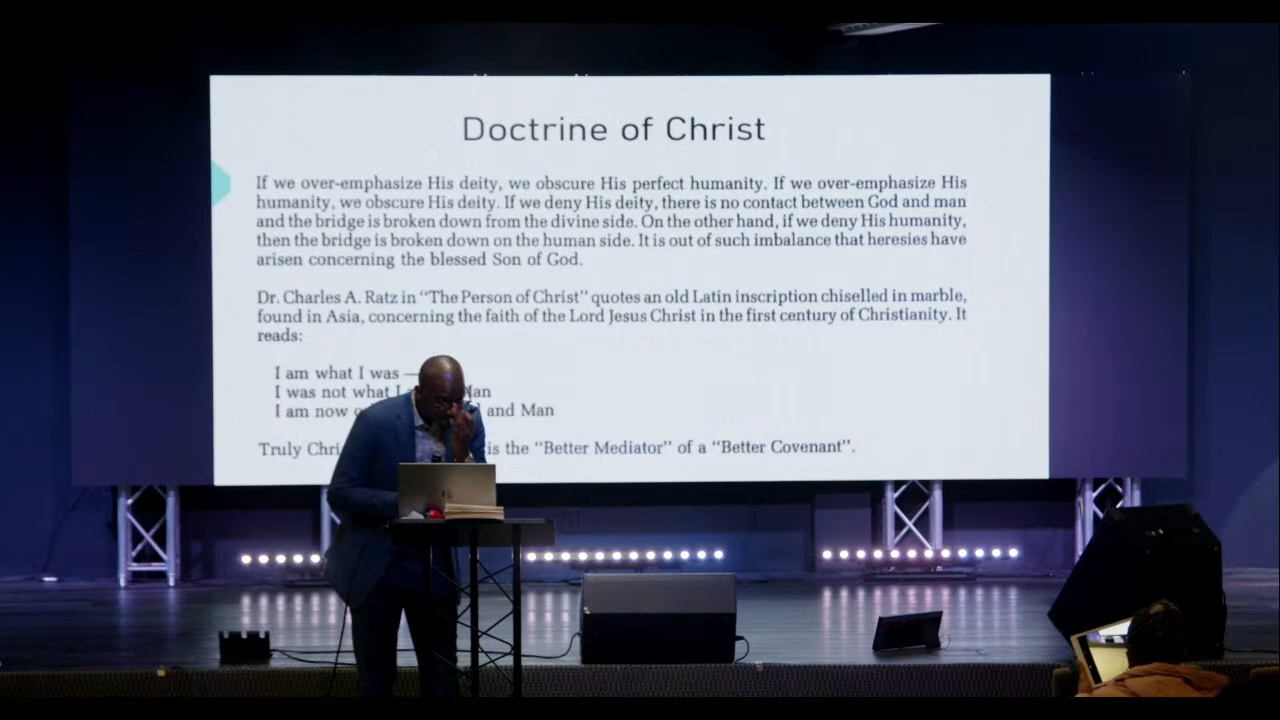 Doctrine of Christ
If we over-emphasize His deity, we obscure His perfect humanity. If we over-emphasize His
humanity, we obscure His deity. If we deny His deity, there is no contact between God and man
and the bridge is broken down from the divine side. On the other hand, if we deny His humanity,
then the bridge is broken down on the human side. It is out of such imbalance that heresies have
arisen concerning the blessed Son of God.
Dr. Charles A. Ratz in "The Person of Christ" quotes an old Latin inscription chiselled in marble,
found in Asia, concerning the faith of the Lord Jesus Christ in the first century of Christianity. It
reads:
I am what I was —
I was not what I
I am now and Man
Truly is the "Better Mediator" of a "Better Covenant".